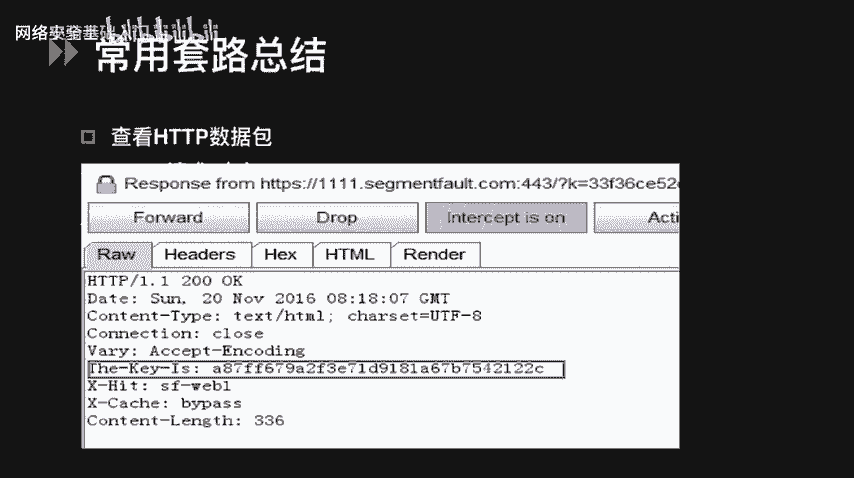 网络安全基础入门
常用套路总结
查看HTTP数据包
Response from https://1111.segmentfault.com:443/?k=33f36ce52
Forward Drop Intercept is on Acti
Raw Headers Hex HTML Render
HTTP/1.1 200 OK
Date: Sun, 20 Nov 2016 08:18:07 GMT
Content-Type: text/html; charset=UTF-8
Connection: close
Vary: Accept-Encoding
The-Key-Is: a87ff679a2f3e71d9181a67b7542122c
X-Hit: sf-web1
X-Cache: bypass
Content-Length: 336